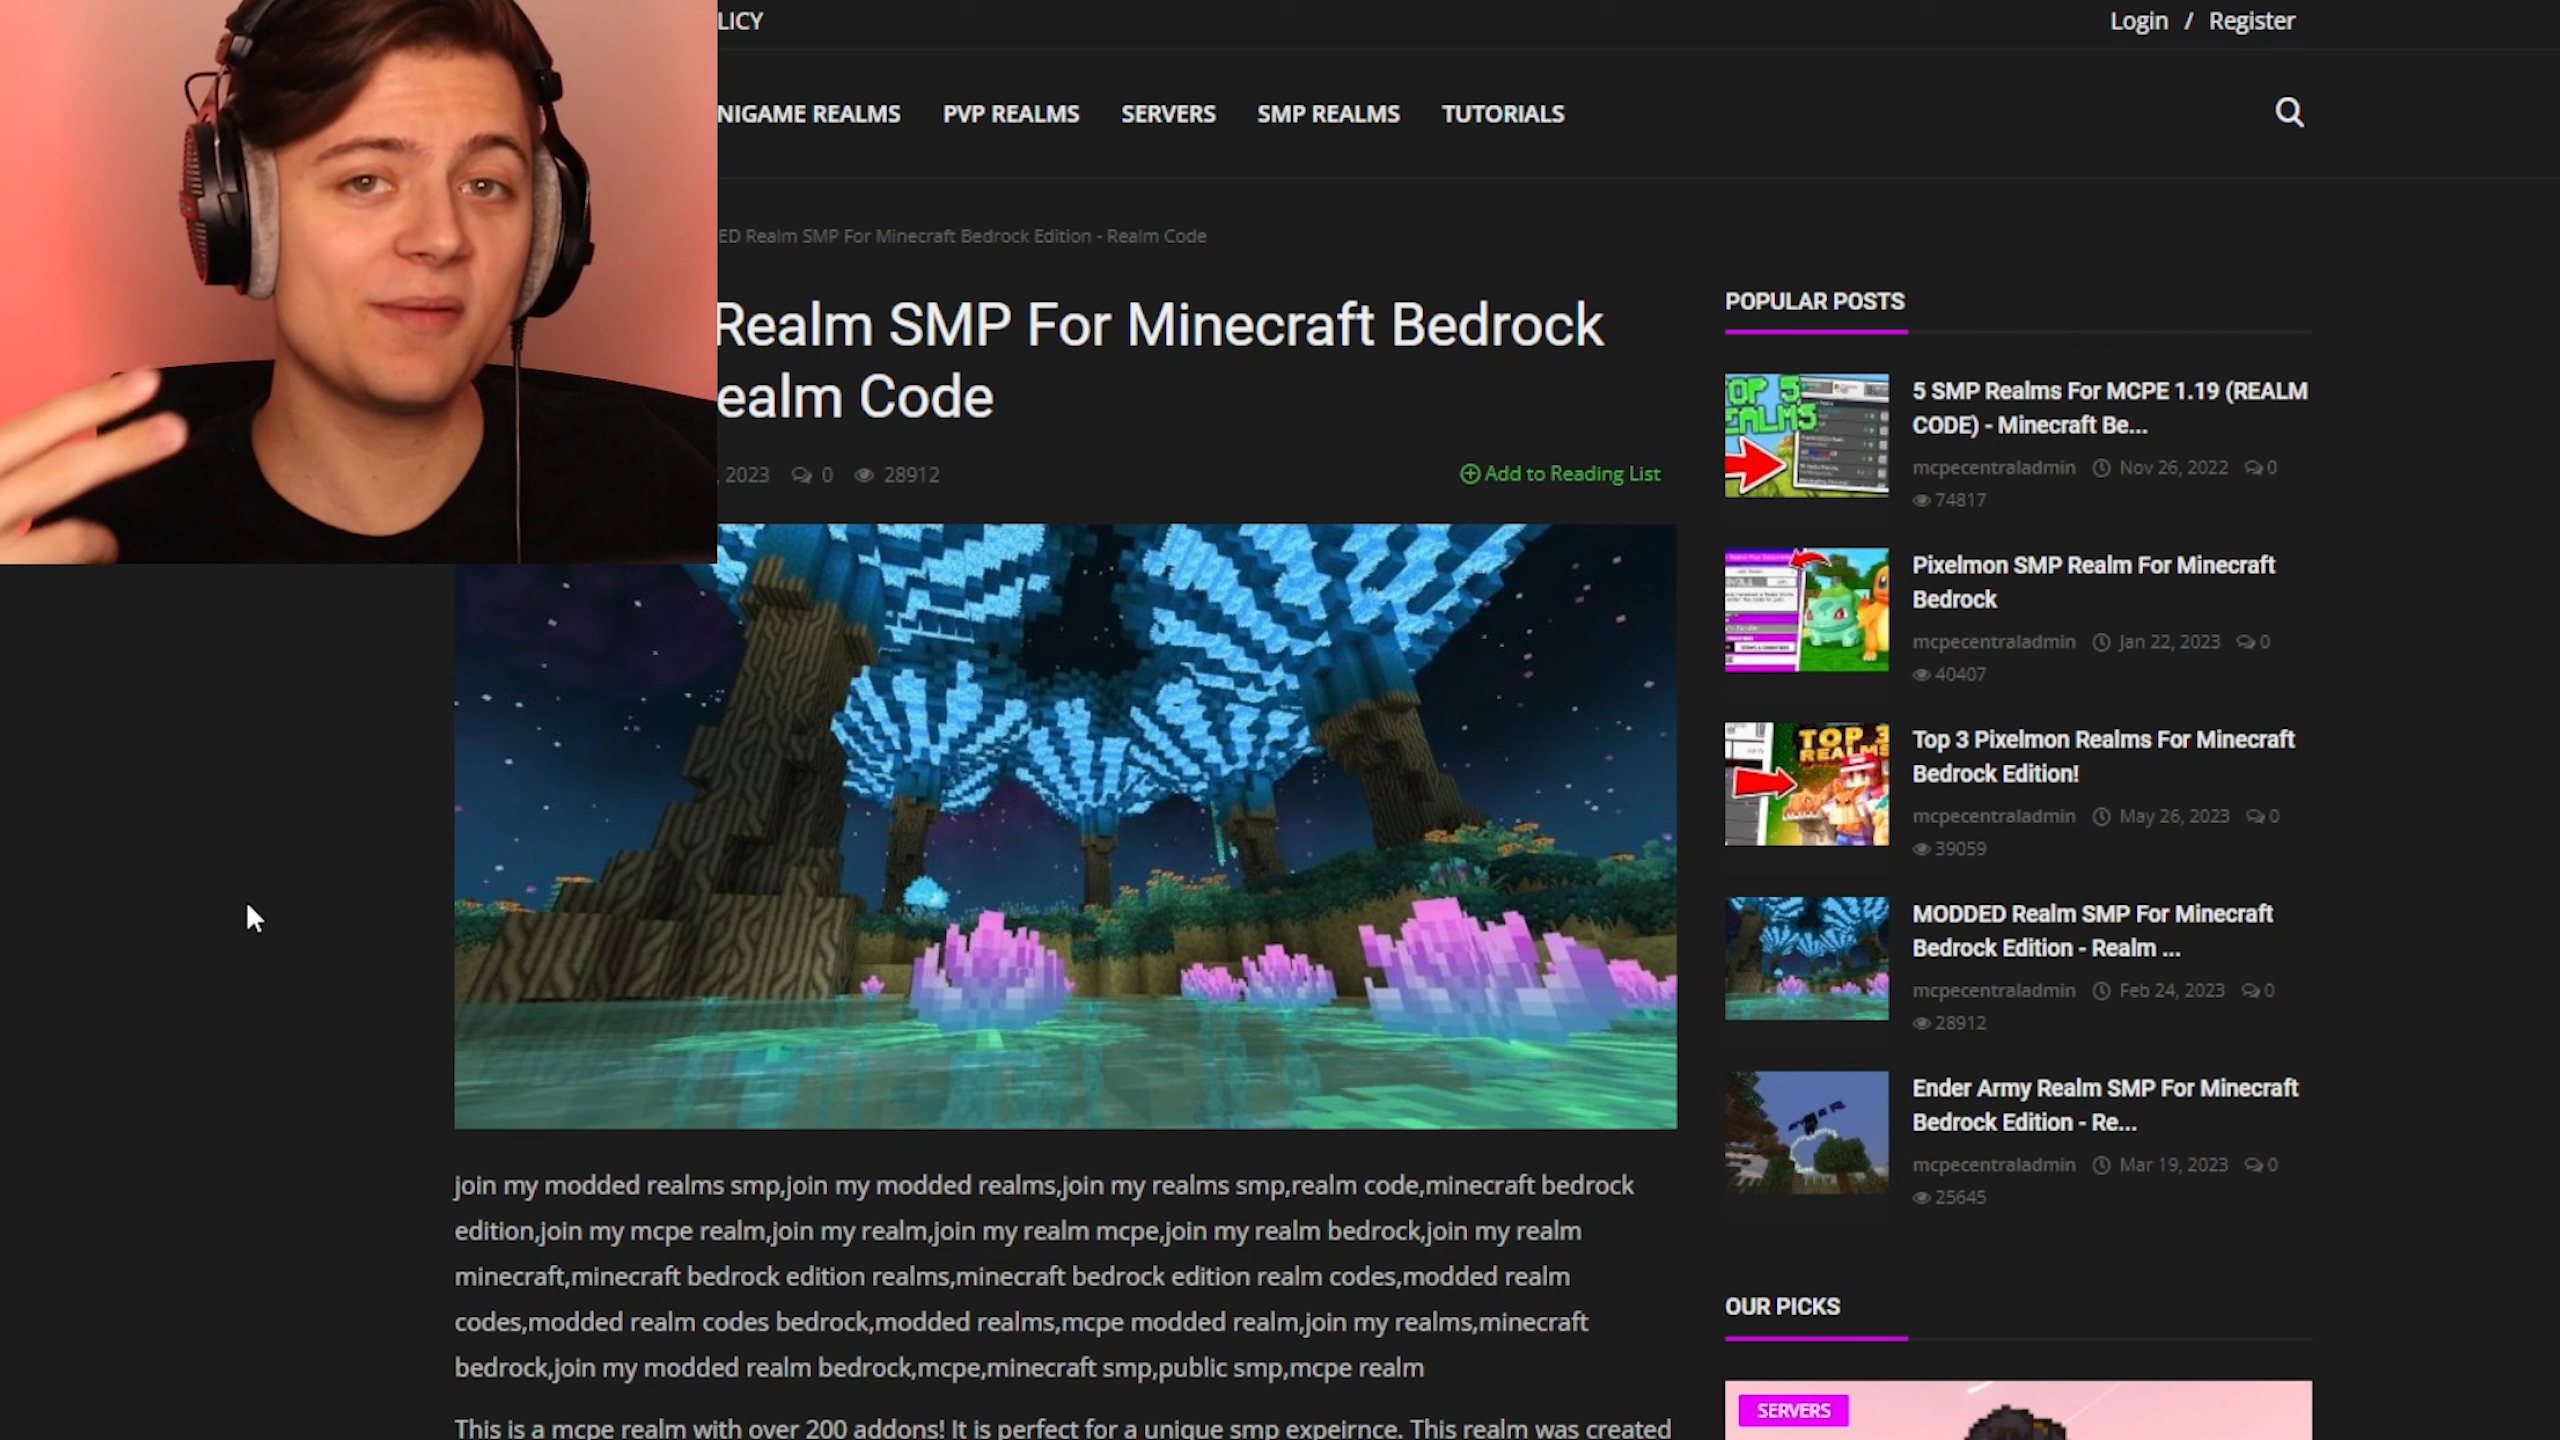 LICY
Login / Register
NIGAME REALMS PVP REALMS SERVERS SMP REALMS TUTORIALS
ED Realm SMP For Minecraft Bedrock Edition - Realm Code
Realm SMP For Minecraft Bedrock
ealm Code
, 2023 0 28912
Add to Reading List
join my modded realms smp,join my modded realms,join my realms smp,realm code,minecraft bedrock
edition,join my mcpe realm,join my realm,join my realm mcpe,join my realm bedrock,join my realm
minecraft,minecraft bedrock edition realms,minecraft bedrock edition realm codes,modded realm
codes,modded realm codes bedrock,modded realms,mcpe modded realm,join my realms,minecraft
bedrock,join my modded realm bedrock,mcpe,minecraft smp,public smp,mcpe realm
This is a mcpe realm with over 200 addons! It is perfect for a unique smp expeirnce. This realm was created
POPULAR POSTS
OP 5
EALMS
5 SMP Realms For MCPE 1.19 (REALM
CODE) - Minecraft Be...
mcpecentraladmin Nov 26, 2022 0
74817
Pixelmon SMP Realm For Minecraft
Bedrock
mcpecentraladmin Jan 22, 2023 0
40407
TOP 3
REALMS
Top 3 Pixelmon Realms For Minecraft
Bedrock Edition!
mcpecentraladmin May 26, 2023 0
39059
MODDED Realm SMP For Minecraft
Bedrock Edition - Realm ...
mcpecentraladmin Feb 24, 2023 0
28912
Ender Army Realm SMP For Minecraft
Bedrock Edition - Re...
mcpecentraladmin Mar 19, 2023 0
25645
OUR PICKS
SERVERS